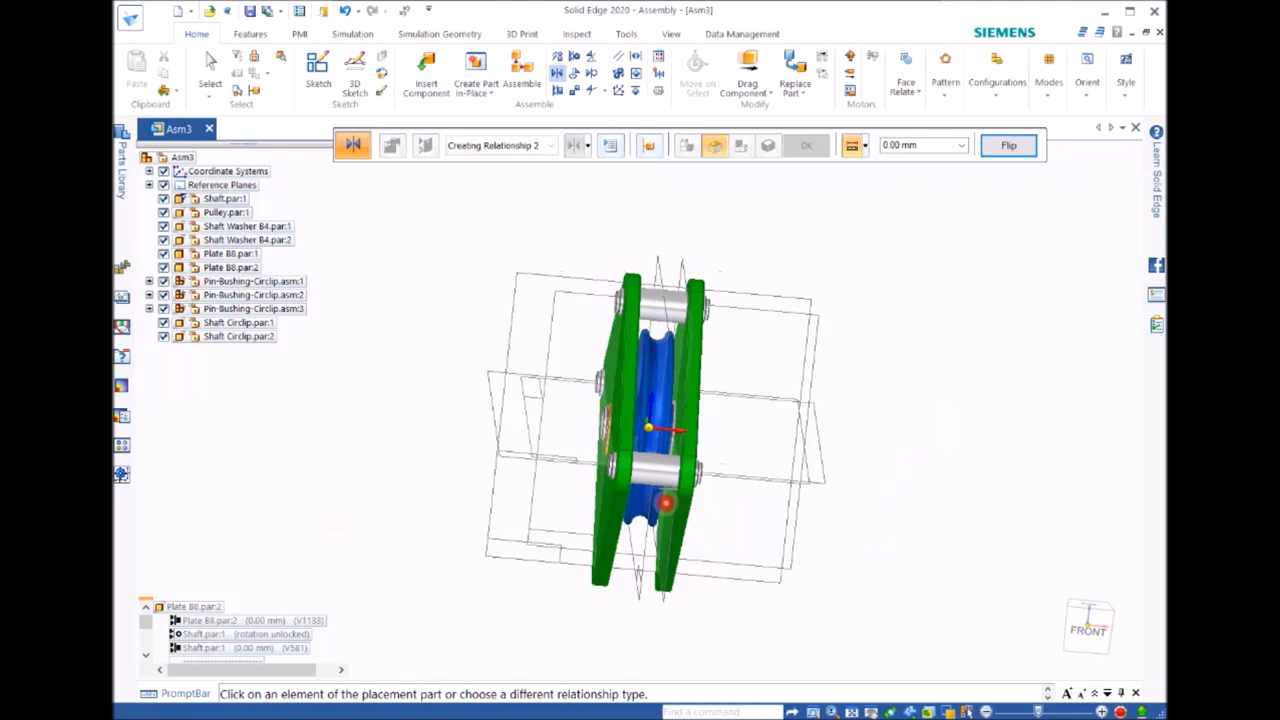 Solid Edge 2020 - Assembly - [Asm3]
Home Features PMI Simulation Simulation Geometry 3D Print Inspect Tools View Data Management SIEMENS
Paste Select Sketch 3D Sketch Insert Component Create Part In-Place Assemble Move on Select Drag Component Replace Part Face Relate Pattern Configurations Modes Orient Style
Clipboard Select Sketch Assemble Modify Motors
Asm3
Creating Relationship 2 OK 0.00 mm Flip
Parts Library
Learn Solid Edge
Asm3
Coordinate Systems
Reference Planes
Shaft.par:1
Pulley.par:1
Shaft Washer B4.par:1
Shaft Washer B4.par:2
Plate B8.par:1
Plate B8.par:2
Pin-Bushing-Circlip.asm:1
Pin-Bushing-Circlip.asm:2
Pin-Bushing-Circlip.asm:3
Shaft Circlip.par:1
Shaft Circlip.par:2
Plate B8.par:2
Plate B8.par:2 (0.00 mm) (V1133)
Shaft.par:1 (rotation unlocked)
Shaft.par:1 (0.00 mm) (V581)
FRONT
PromptBar Click on an element of the placement part or choose a different relationship type.
Find a command